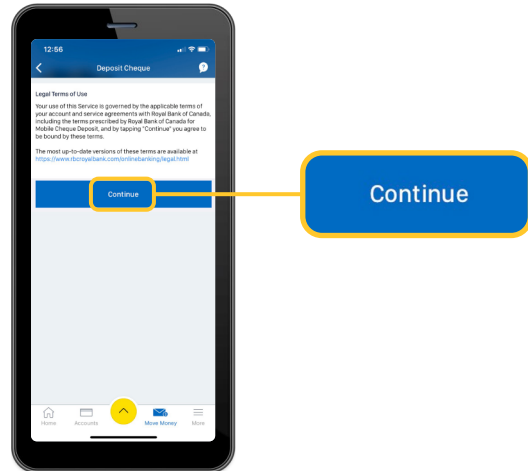 12:56
Deposit Cheque
?
Legal Terms of Use
Your use of this Service is governed by the applicable terms of
your account and service agreements with Royal Bank of Canada,
including the terms prescribed by Royal Bank of Canada for
Mobile Cheque Deposit, and by tapping "Continue" you agree to
be bound by these terms.
The most up-to-date versions of these terms are available at
https://www.rbcroyalbank.com/onlinebanking/legal.html
Continue
Continue
Home Accounts Move Money More